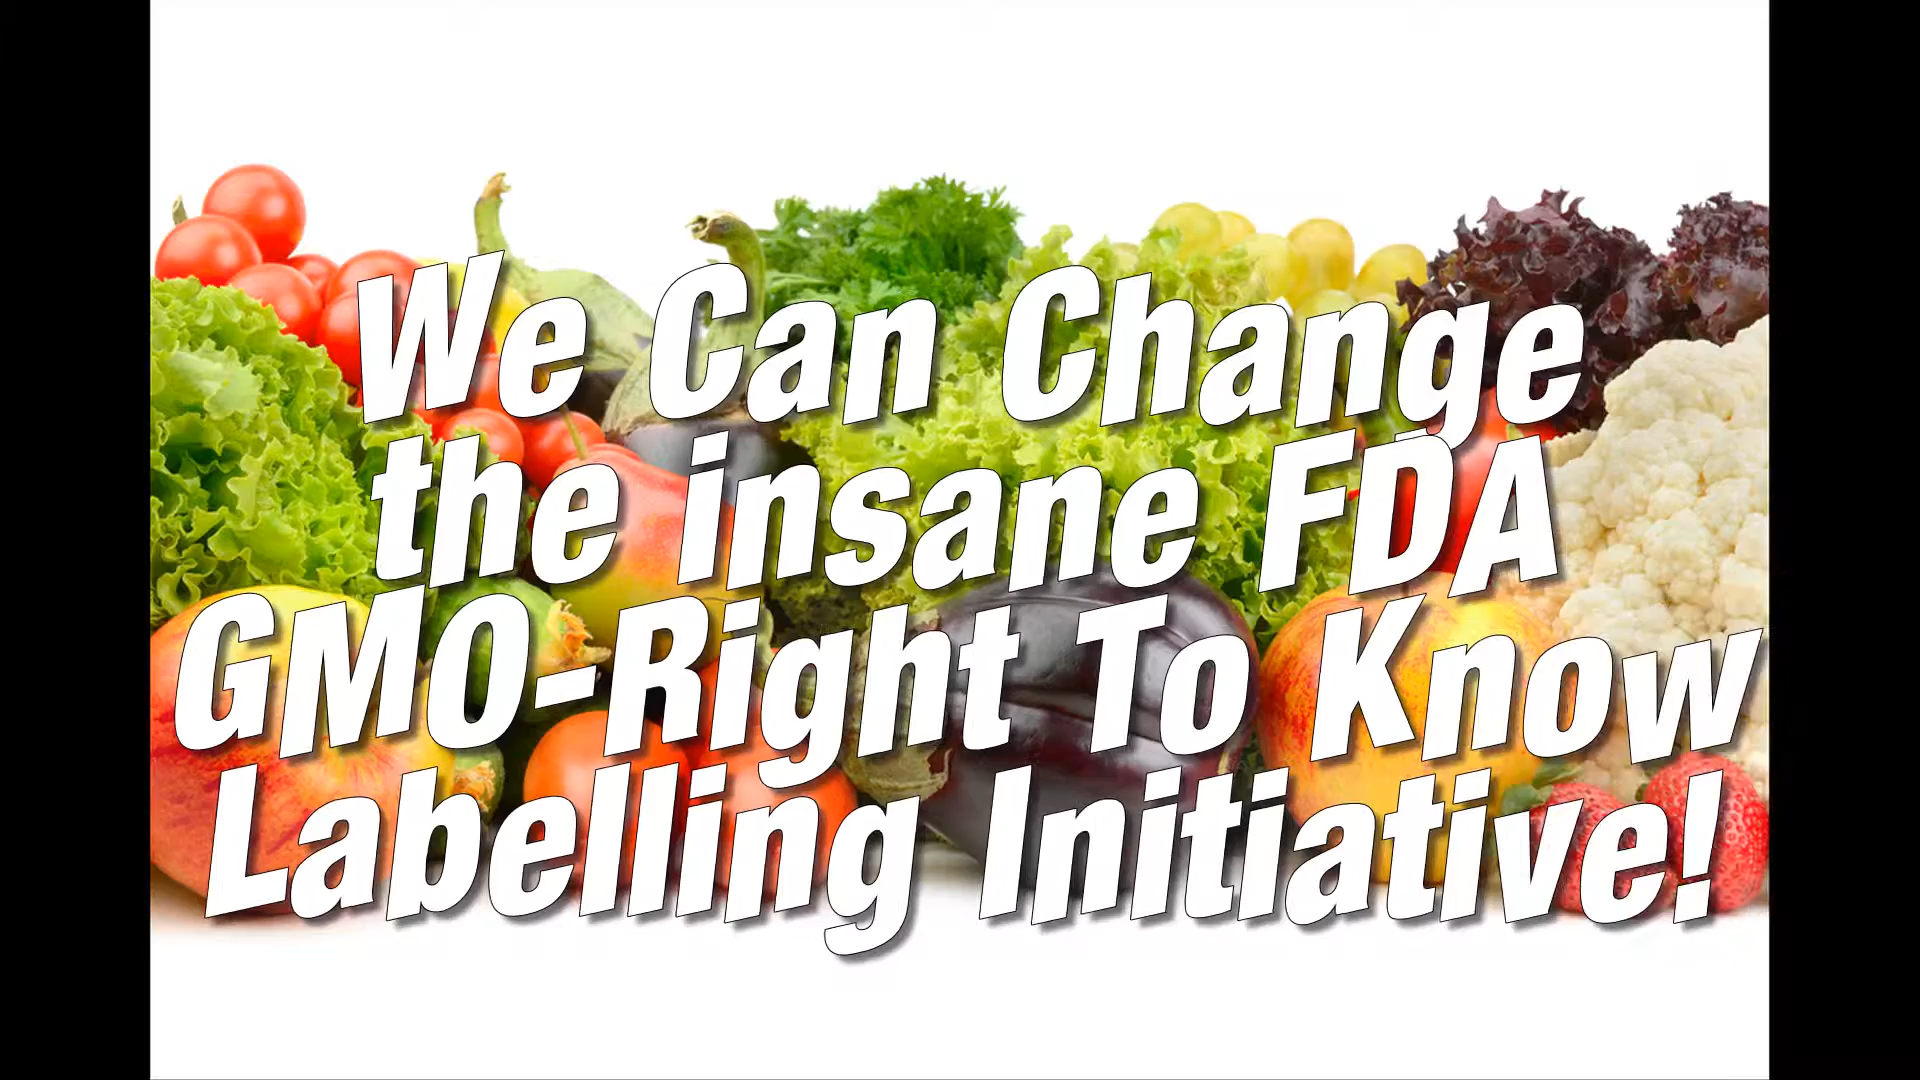 We Can Change
the insane FDA
GMO-Right To Know
Labelling Initiative!